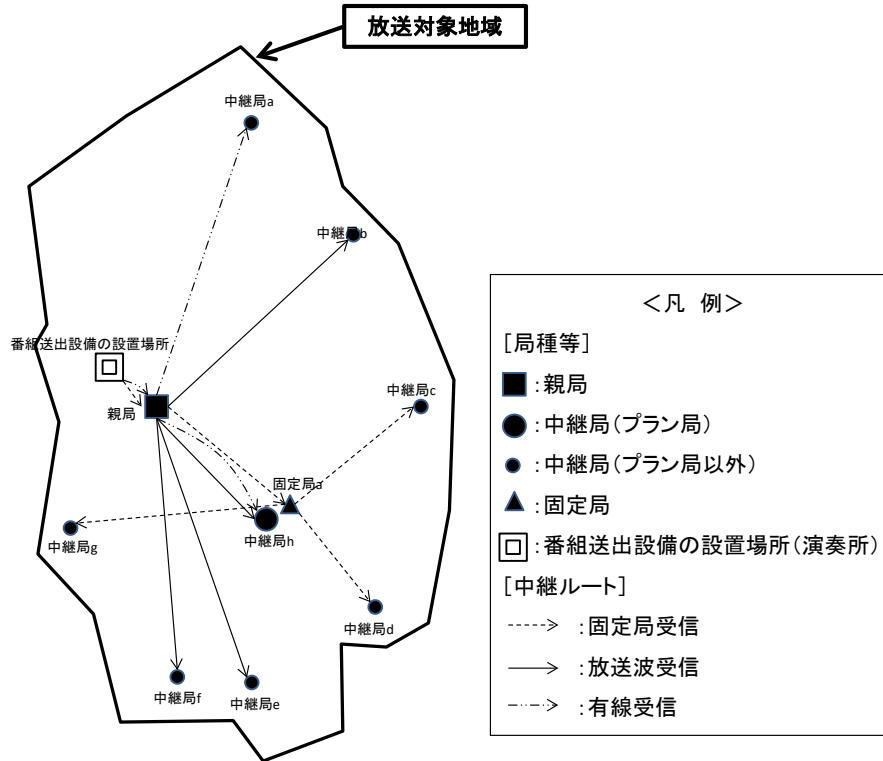 放送対象地域
中継局a
中継局b
番組送出設備の設置場所
親局
中継局c
固定局a
中継局h
中継局g
中継局d
中継局f
中継局e
＜凡 例＞
[局種等]
：親局
：中継局（プラン局）
：中継局（プラン局以外）
：固定局
：番組送出設備の設置場所（演奏所）
[中継ルート]
：固定局受信
：放送波受信
：有線受信